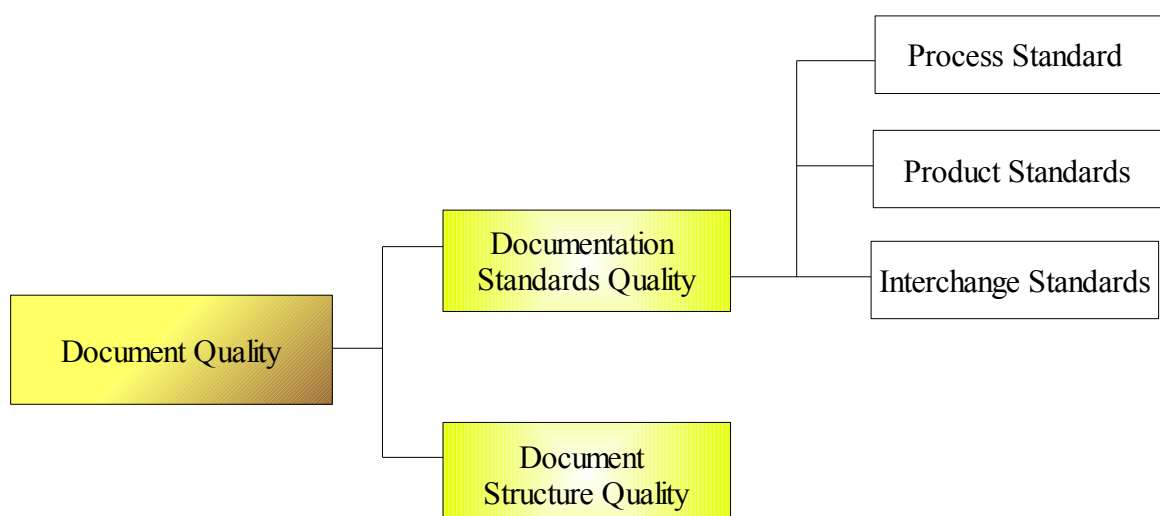 Process Standard
Product Standards
Documentation
Standards Quality
Interchange Standards
Document Quality
Document
Structure Quality